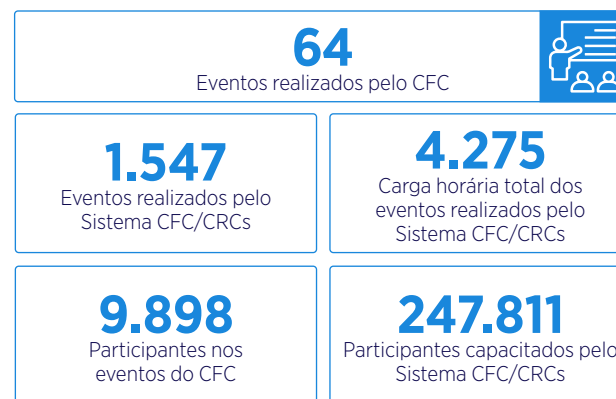 64
Eventos realizados pelo CFC
1.547
Eventos realizados pelo
Sistema CFC/CRCs
4.275
Carga horária total dos
eventos realizados pelo
Sistema CFC/CRCs
9.898
Participantes nos
eventos do CFC
247.811
Participantes capacitados pelo
Sistema CFC/CRCs